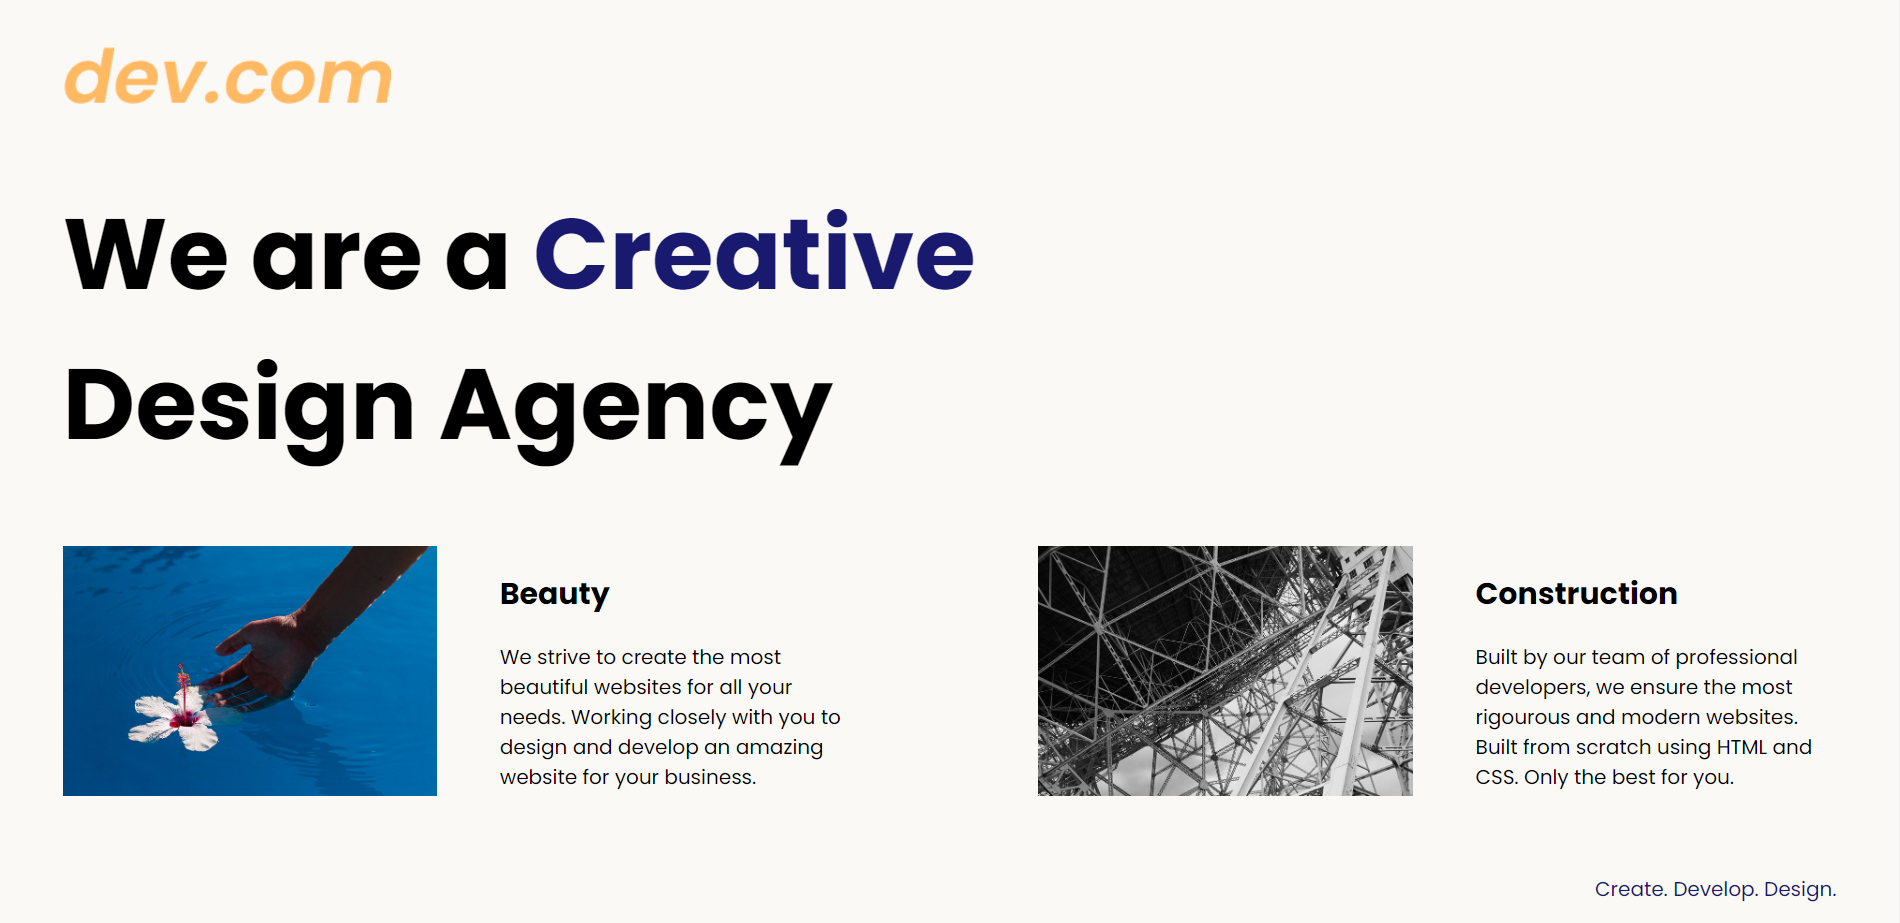 dev.com
We are a Creative
Design Agency
Beauty
We strive to create the most
beautiful websites for all your
needs. Working closely with you to
design and develop an amazing
website for your business.
Construction
Built by our team of professional
developers, we ensure the most
rigourous and modern websites.
Built from scratch using HTML and
CSS. Only the best for you.
Create. Develop. Design.